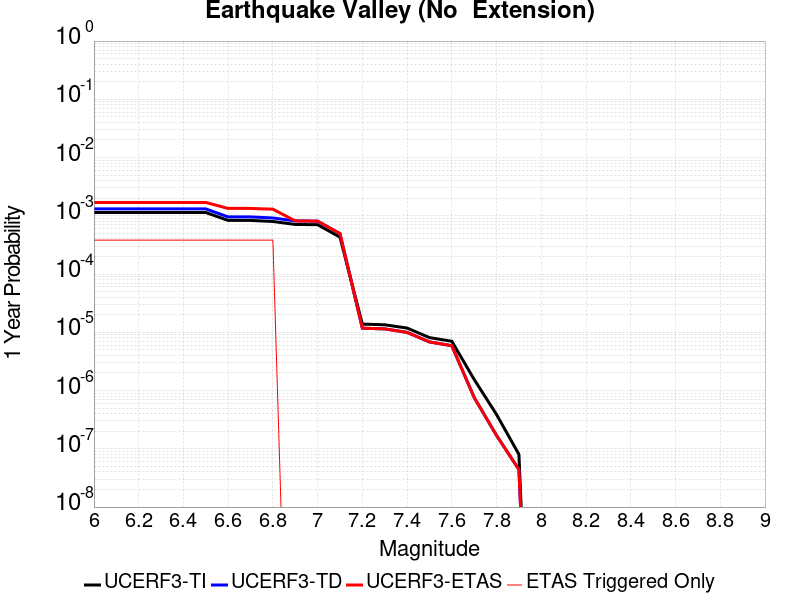 Earthquake Valley (No  Extension)
10^0
10^-1
10^-2
10^-3
10^-4
10^-5
10^-6
10^-7
10^-8
1 Year Probability
6 6.2 6.4 6.6 6.8 7 7.2 7.4 7.6 7.8 8 8.2 8.4 8.6 8.8 9
Magnitude
UCERF3-TI UCERF3-TD UCERF3-ETAS ETAS Triggered Only